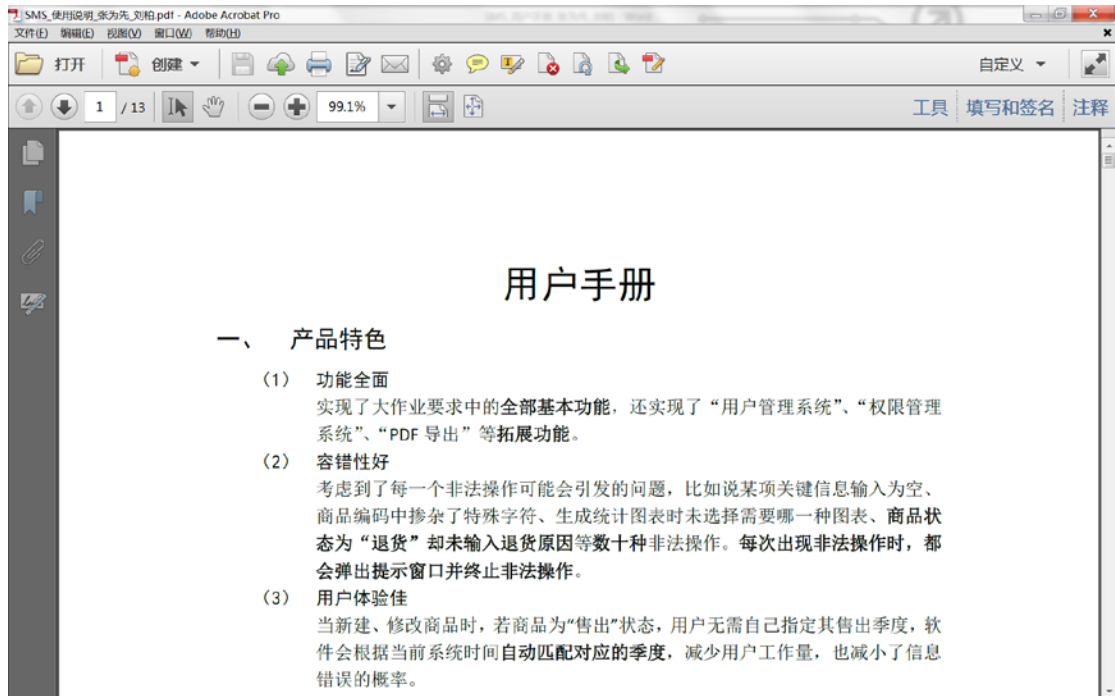 SMS_使用说明_张为先_刘柏.pdf - Adobe Acrobat Pro
文件(E) 编辑(E) 视图(V) 窗口(W) 帮助(H)
打开 创建 自定义
1 / 13 99.1% 工具 填写和签名 注释
用户手册
一、 产品特色
(1) 功能全面
实现了大作业要求中的全部基本功能，还实现了“用户管理系统”、“权限管理
系统”、“PDF 导出”等拓展功能。
(2) 容错性好
考虑到了每一个非法操作可能会引发的问题，比如说某项关键信息输入为空、
商品编码中掺杂了特殊字符、生成统计图表时未选择需要哪一种图表、商品状
态为“退货”却未输入退货原因等数十种非法操作。每次出现非法操作时，都
会弹出提示窗口并终止非法操作。
(3) 用户体验佳
当新建、修改商品时，若商品为“售出”状态，用户无需自己指定其售出季度，软
件会根据当前系统时间自动匹配对应的季度，减少用户工作量，也减小了信息
错误的概率。